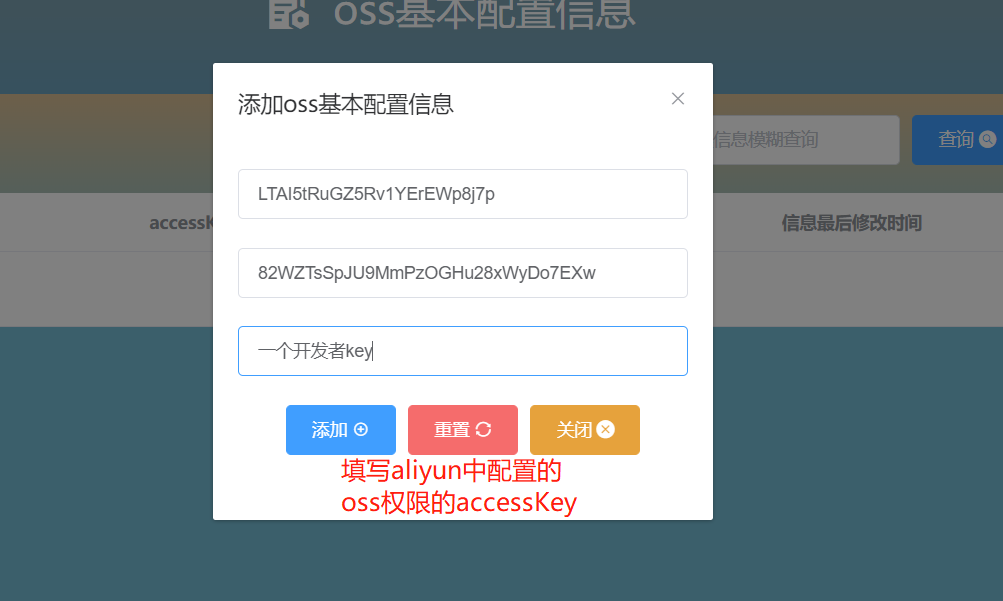 oss基本配置信息
添加oss基本配置信息
信息模糊查询
查询
LTAI5tRuGZ5Rv1YErEWp8j7p
accessK
信息最后修改时间
82WZTsSpJU9MmPzOGHu28xWyDo7EXw
一个开发者key
添加
重置
关闭
填写aliyun中配置的
oss权限的accessKey